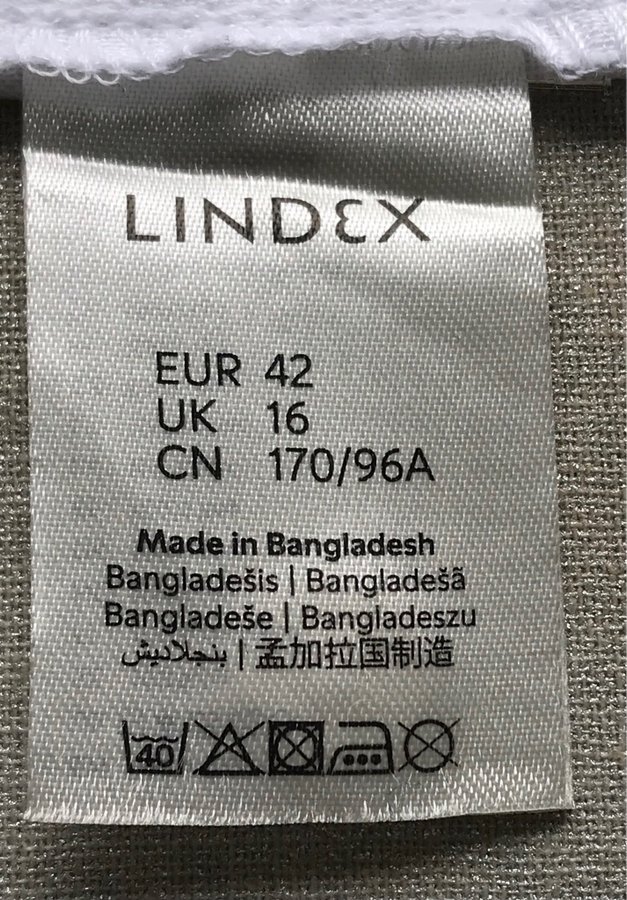 LINDEX
EUR 42
UK 16
CN 170/96A
Made in Bangladesh
Bangladešis | Bangladešā
Bangladeše | Bangladeszu
بنجلاديش | 孟加拉国制造
40